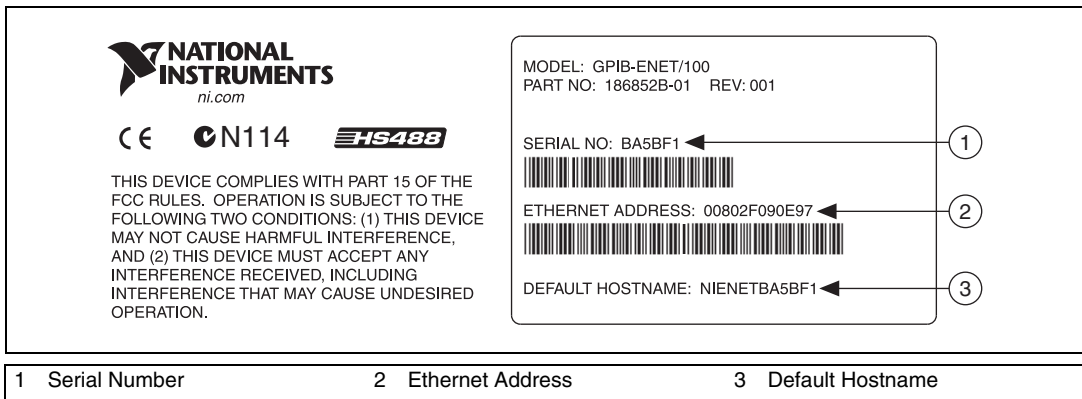 NATIONAL
INSTRUMENTS
ni.com
CE N114 HS488
THIS DEVICE COMPLIES WITH PART 15 OF THE
FCC RULES. OPERATION IS SUBJECT TO THE
FOLLOWING TWO CONDITIONS: (1) THIS DEVICE
MAY NOT CAUSE HARMFUL INTERFERENCE,
AND (2) THIS DEVICE MUST ACCEPT ANY
INTERFERENCE RECEIVED, INCLUDING
INTERFERENCE THAT MAY CAUSE UNDESIRED
OPERATION.
MODEL: GPIB-ENET/100
PART NO: 186852B-01 REV: 001
SERIAL NO: BA5BF1 1
ETHERNET ADDRESS: 00802F090E97 2
DEFAULT HOSTNAME: NIENETBA5BF1 3
1 Serial Number 2 Ethernet Address 3 Default Hostname